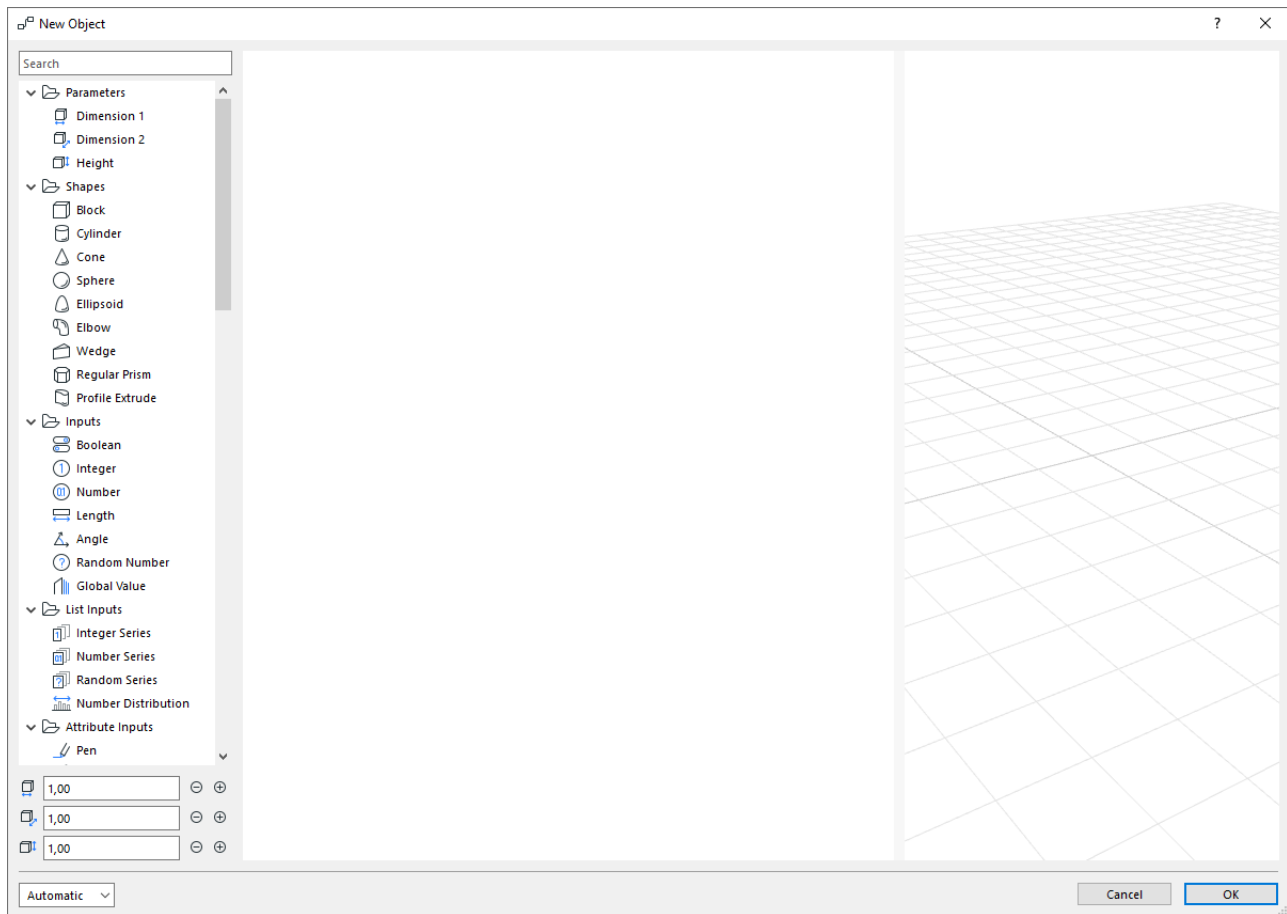 New Object
?
Search
Parameters
Dimension 1
Dimension 2
Height
Shapes
Block
Cylinder
Cone
Sphere
Ellipsoid
Elbow
Wedge
Regular Prism
Profile Extrude
Inputs
Boolean
Integer
Number
Length
Angle
Random Number
Global Value
List Inputs
Integer Series
Number Series
Random Series
Number Distribution
Attribute Inputs
Pen
1,00
1,00
1,00
Automatic
Cancel
OK